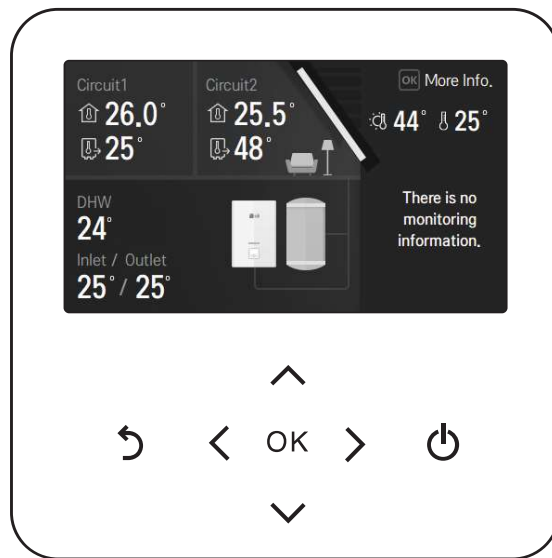 Circuit1
26.0°
25°
Circuit2
25.5°
48°
OK More Info.
44° 25°
There is no
monitoring
information.
DHW
24°
Inlet / Outlet
25° / 25°
LG
OK